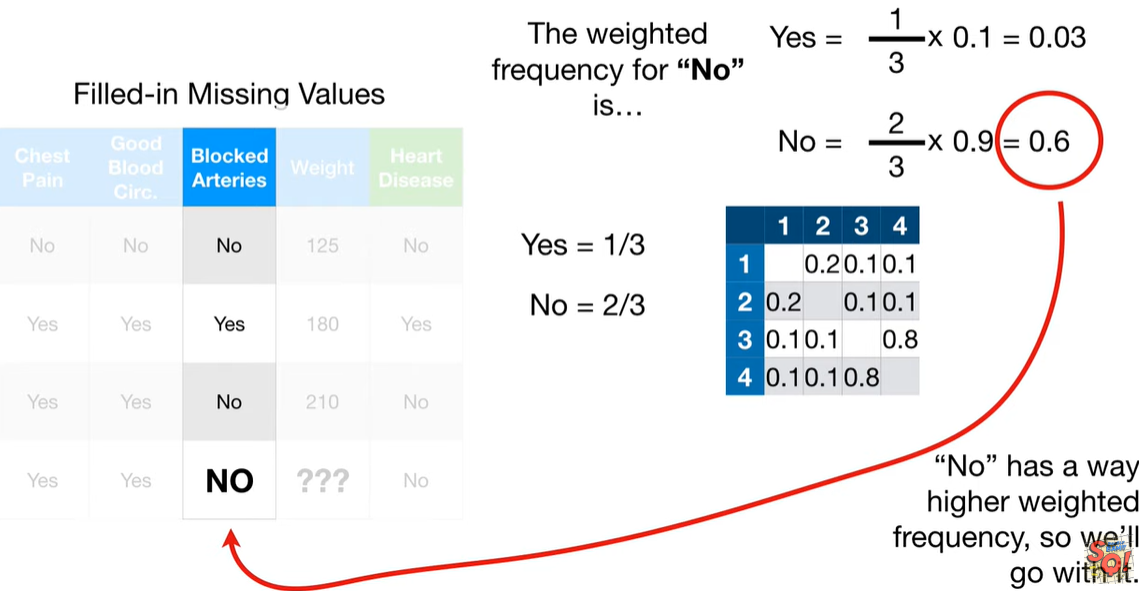 The weighted
frequency for “No”
is…
Yes = 1/3 x 0.1 = 0.03
No = 2/3 x 0.9 = 0.6
Filled-in Missing Values
Chest Pain Good Blood Circ. Blocked Arteries Weight Heart Disease
No No No 125 No
Yes Yes Yes 180 Yes
Yes Yes No 210 No
Yes Yes NO ??? No
Yes = 1/3
No = 2/3
1 2 3 4
1 0.2 0.1 0.1
2 0.2 0.1 0.1
3 0.1 0.1 0.8
4 0.1 0.1 0.8
“No” has a way
higher weighted
frequency, so we’ll
go with it.